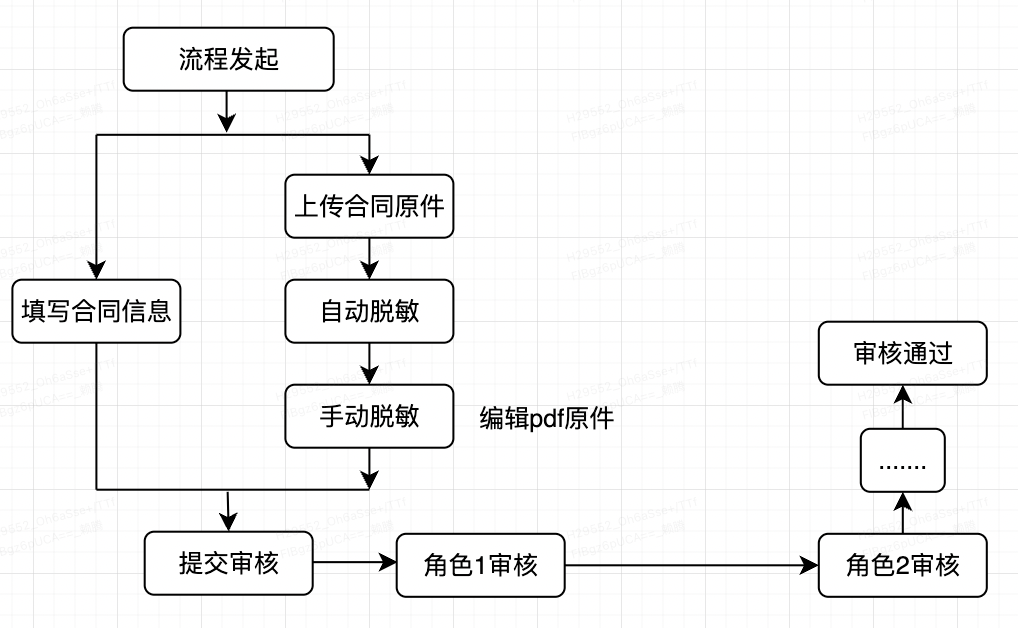 流程发起
上传合同原件
填写合同信息
自动脱敏
手动脱敏
编辑pdf原件
提交审核
角色1审核
角色2审核
.......
审核通过